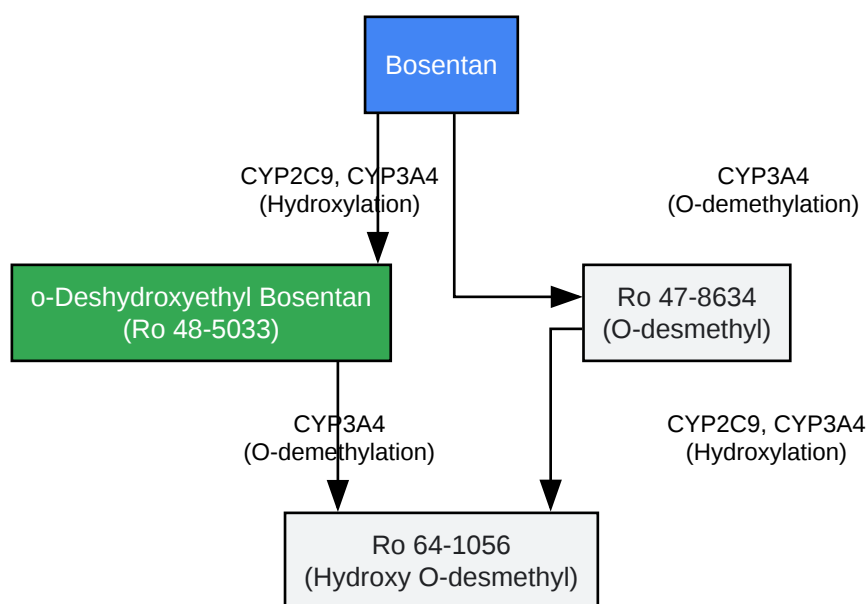 Bosentan
CYP2C9, CYP3A4
(Hydroxylation)
CYP3A4
(O-demethylation)
o-Deshydroxyethyl Bosentan
(Ro 48-5033)
Ro 47-8634
(O-desmethyl)
CYP3A4
(O-demethylation)
CYP2C9, CYP3A4
(Hydroxylation)
Ro 64-1056
(Hydroxy O-desmethyl)